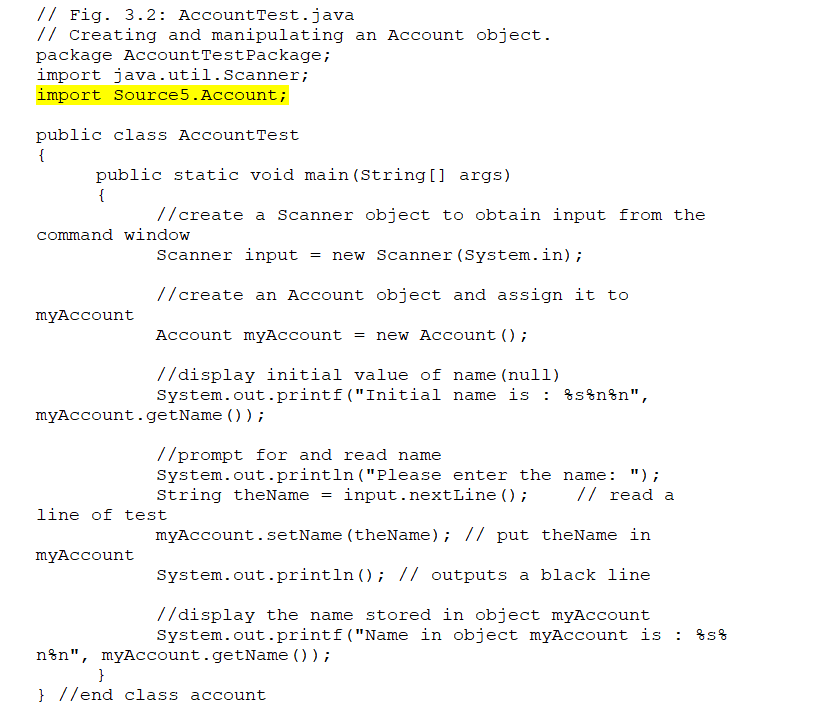 // Fig. 3.2: AccountTest.java
// Creating and manipulating an Account object.
package AccountTestPackage;
import java.util.Scanner;
import Source5.Account;
public class AccountTest
{
public static void main(String[] args)
{
//create a Scanner object to obtain input from the
command window
Scanner input = new Scanner(System.in);
//create an Account object and assign it to
myAccount
Account myAccount = new Account();
//display initial value of name(null)
System.out.printf("Initial name is : %s%n%n",
myAccount.getName());
//prompt for and read name
System.out.println("Please enter the name: ");
String theName = input.nextLine(); // read a
line of test
myAccount.setName(theName); // put theName in
myAccount
System.out.println(); // outputs a black line
//display the name stored in object myAccount
System.out.printf("Name in object myAccount is : %s%
n%n", myAccount.getName());
}
} //end class account